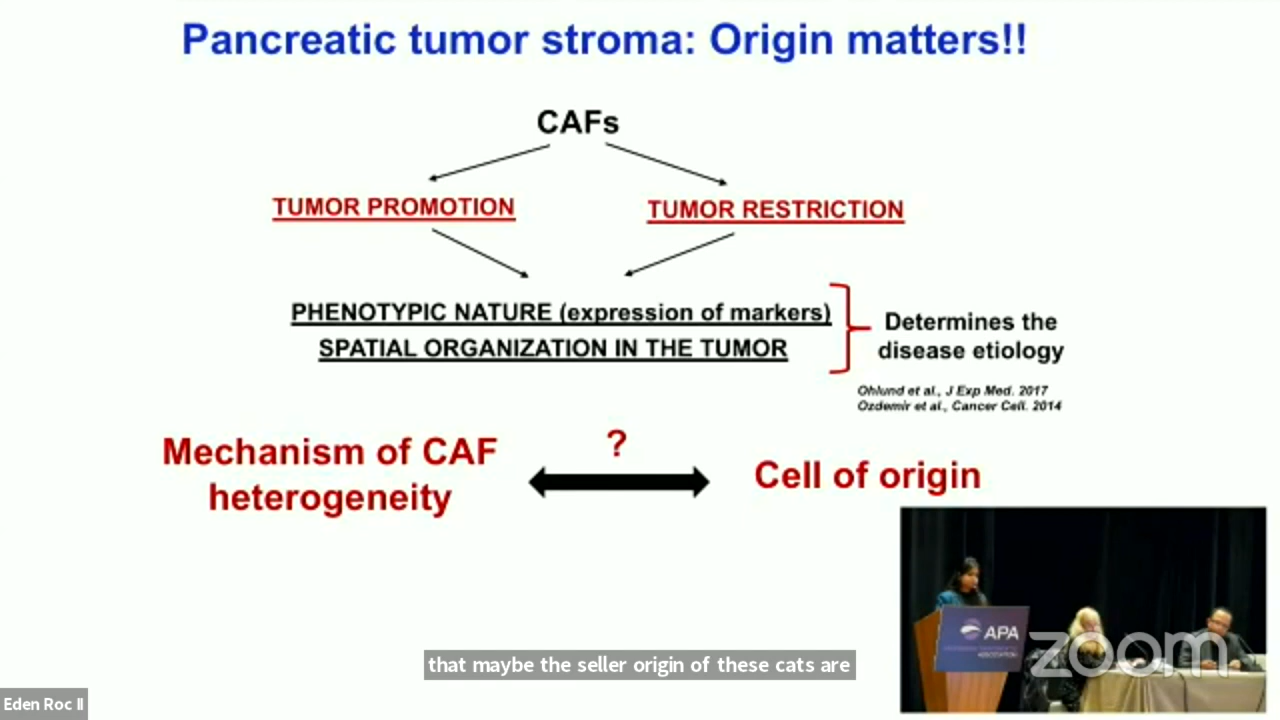 Pancreatic tumor stroma: Origin matters!!
CAFs
TUMOR PROMOTION
TUMOR RESTRICTION
PHENOTYPIC NATURE (expression of markers)
SPATIAL ORGANIZATION IN THE TUMOR
Determines the
disease etiology
Ohlund et al., J Exp Med. 2017
Ozdemir et al., Cancer Cell. 2014
Mechanism of CAF
heterogeneity
?
Cell of origin
APA
ASSOCIATION
zoom
that maybe the seller origin of these cats are
Eden Roc II